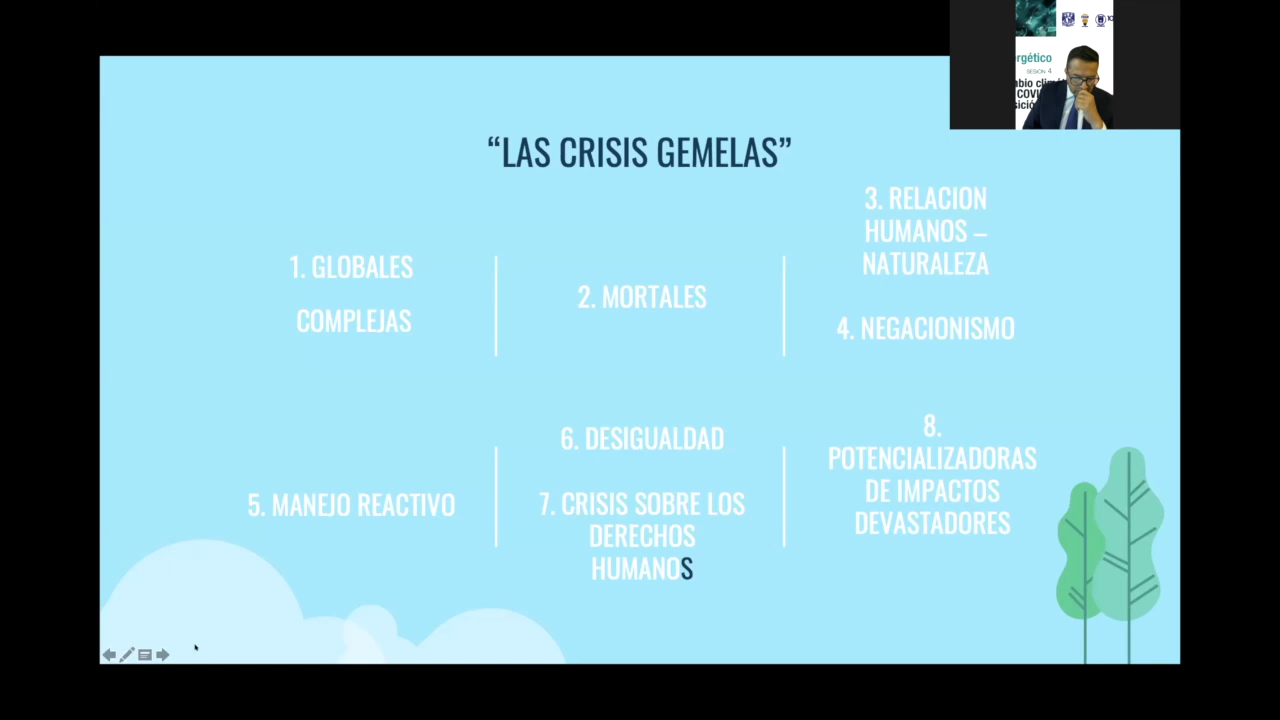 “LAS CRISIS GEMELAS”
1. GLOBALES
COMPLEJAS
2. MORTALES
3. RELACION
HUMANOS –
NATURALEZA
4. NEGACIONISMO
5. MANEJO REACTIVO
6. DESIGUALDAD
7. CRISIS SOBRE LOS
DERECHOS
HUMANOS
8.
POTENCIALIZADORAS
DE IMPACTOS
DEVASTADORES
rgético
SESIÓN 4